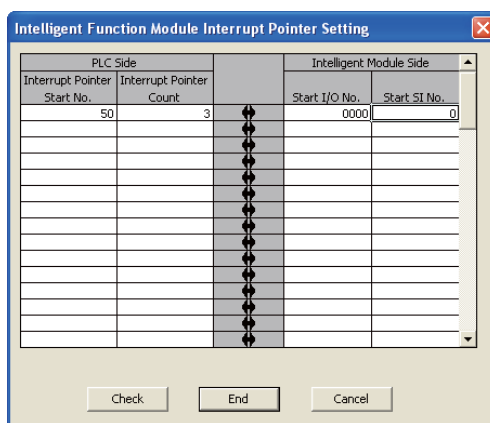 Intelligent Function Module Interrupt Pointer Setting
PLC Side Intelligent Module Side
Interrupt Pointer Start No. Interrupt Pointer Count Start I/O No. Start SI No.
50 3 0000 0
Check End Cancel